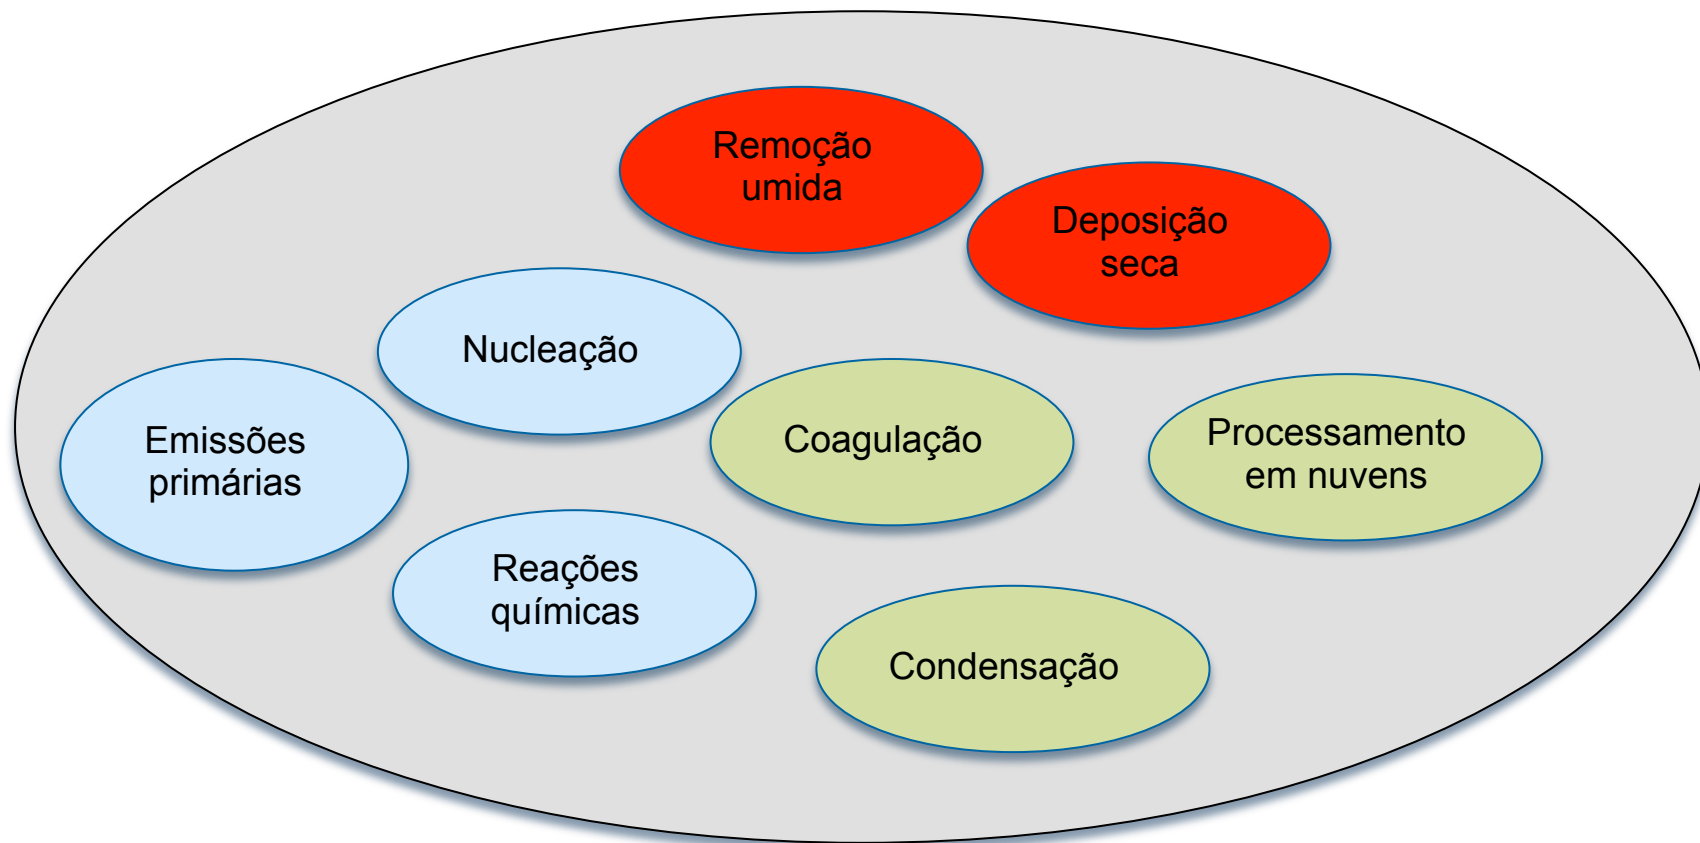 Remoção
umida
Deposição
seca
Nucleação
Emissões
primárias
Coagulação
Processamento
em nuvens
Reações
químicas
Condensação